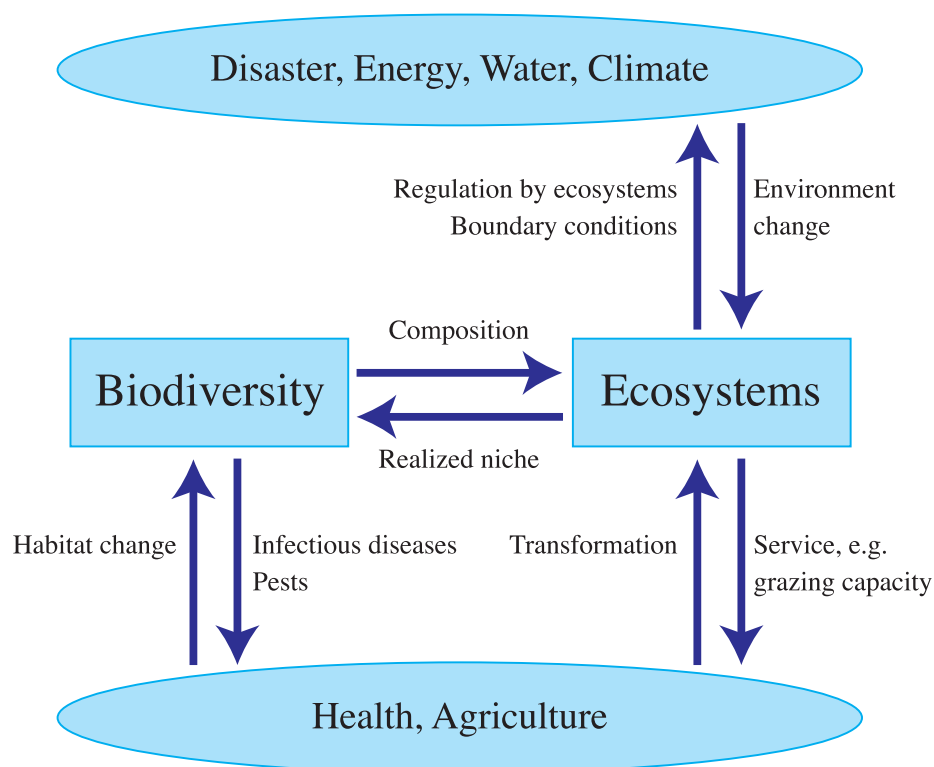 Disaster, Energy, Water, Climate
Regulation by ecosystems
Boundary conditions
Environment
change
Composition
Biodiversity
Ecosystems
Realized niche
Habitat change
Infectious diseases
Pests
Transformation
Service, e.g.
grazing capacity
Health, Agriculture